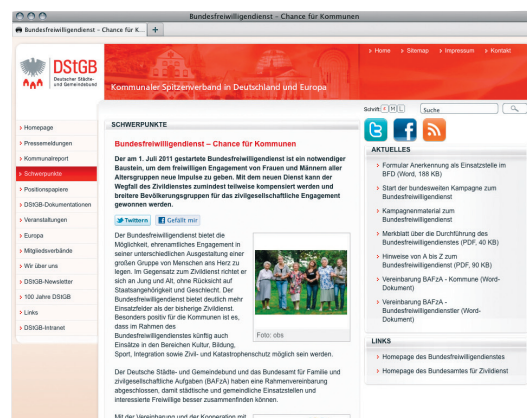 Bundesfreiwilligendienst – Chance für Kommunen
Bundesfreiwilligendienst – Chance für K...
+
Home
Sitemap
Impressum
Kontakt
DStGB
Deutscher Städte-
und Gemeindebund
Kommunaler Spitzenverband in Deutschland und Europa
Schrift:
M
L
Suche
Homepage
Pressemeldungen
Kommunalreport
Schwerpunkte
Positionspapiere
DStGB-Dokumentationen
Veranstaltungen
Europa
Mitgliedsverbände
Wir über uns
DStGB-Newsletter
100 Jahre DStGB
Links
DStGB-Intranet
SCHWERPUNKTE
Bundesfreiwilligendienst – Chance für Kommunen
Der am 1. Juli 2011 gestartete Bundesfreiwilligendienst ist ein notwendiger
Baustein, um dem freiwilligen Engagement von Frauen und Männern aller
Altersgruppen neue Impulse zu geben. Mit dem neuen Dienst kann der
Wegfall des Zivildienstes zumindest teilweise kompensiert werden und
breitere Bevölkerungsgruppen für das gesellschaftliche Engagement
gewonnen werden.
Twittern
Gefällt mir
Der Bundesfreiwilligendienst bietet die
Möglichkeit, ehrenamtliches Engagement in
seiner unterschiedlichen Ausgestaltung einer
großen Gruppe von Menschen ans Herz zu
legen. Im Gegensatz zum Zivildienst richtet er
sich an Jung und Alt, ohne Rücksicht auf
Staatsangehörigkeit und Geschlecht. Der
Bundesfreiwilligendienst bietet deutlich mehr
Einsatzfelder als der bisherige Zivildienst.
Besonders positiv für die Kommunen ist es,
dass im Rahmen des
Bundesfreiwilligendienstes künftig auch
Einsätze in den Bereichen Kultur, Bildung,
Sport, Integration sowie Zivil- und Katastrophenschutz möglich sein werden.
Foto: obs
Der Deutsche Städte- und Gemeindebund und das Bundesamt für Familie und
zivilgesellschaftliche Aufgaben (BAFzA) haben eine Rahmenvereinbarung
abgeschlossen, damit städtische und gemeindliche Einsatzstellen und
interessierte Freiwillige besser zusammenfinden können.
Mit der Vereinbarung und der Kooperation mit
AKTUELLES
Formular Anerkennung als Einsatzstelle im
BFD (Word, 188 KB)
Start der bundesweiten Kampagne zum
Bundesfreiwilligendienst
Kampagnenmaterial zum
Bundesfreiwilligendienst
Merkblatt über die Durchführung des
Bundesfreiwilligendienstes (PDF, 40 KB)
Hinweise von A bis Z zum
Bundesfreiwilligendienst (PDF, 90 KB)
Vereinbarung BAFzA - Kommune (Word-
Dokument)
Vereinbarung BAFzA -
Bundesfreiwilligendienstler (Word-
Dokument)
LINKS
Homepage des Bundesfreiwilligendienstes
Homepage des Bundesamtes für Zivildienst